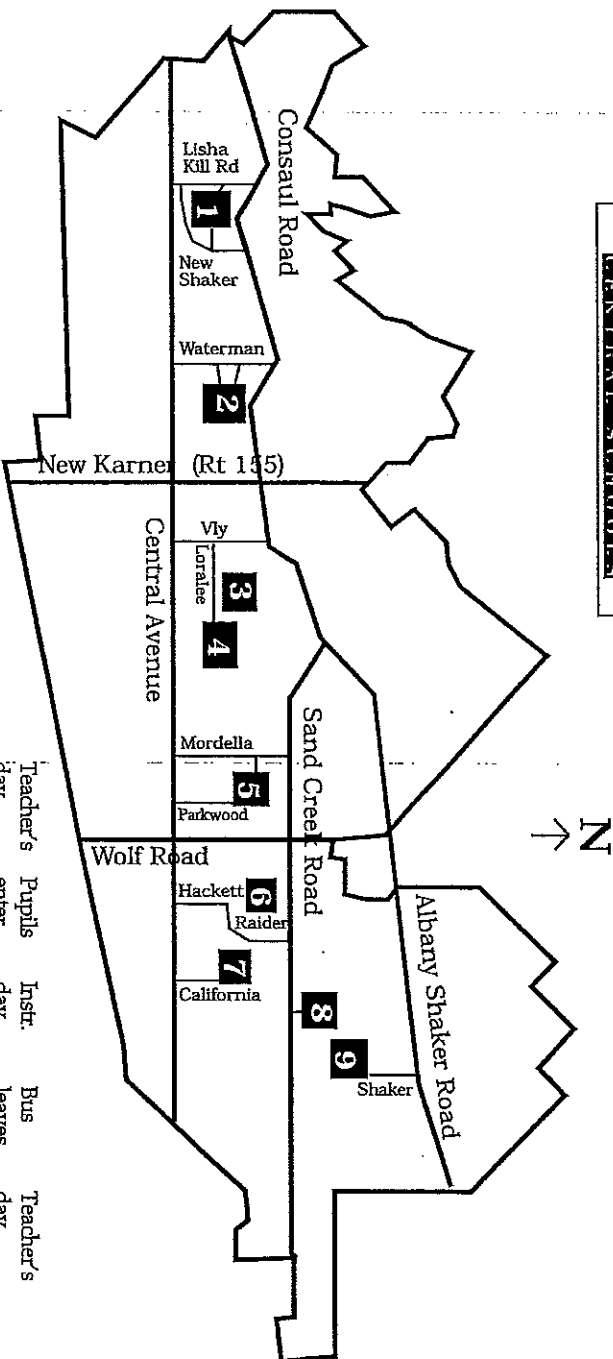 N
Consaul Road
Lisha
Kill Rd
1
New
Shaker
Waterman
2
New Karner (Rt 155)
Vly
Loralee
3
4
Central Avenue
Sand Creek Road
Mordella
5
Parkwood
Wolf Road
Albany Shaker Road
Hackett
6
Raider
7
California
8
9
Shaker
Teacher's Pupils Instr. Bus Teacher's
day enter day leaves day